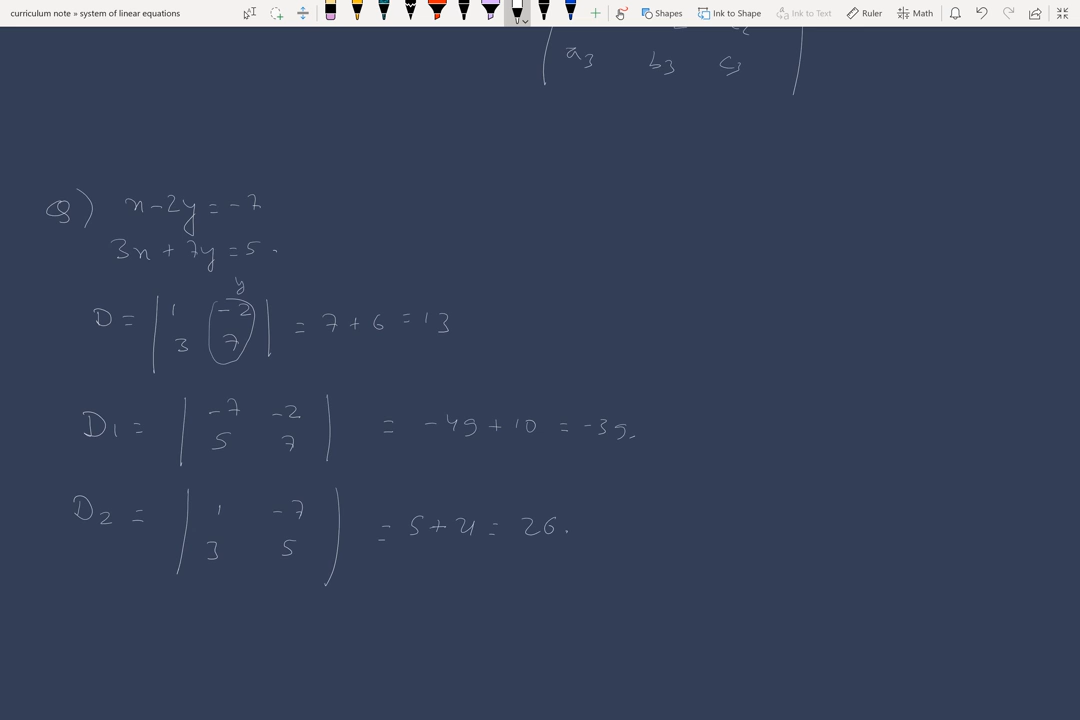 curriculum note » system of linear equations
Shapes Ink to Shape Ink to Text Ruler Math
a3 b3 c3
Q) x-2y=-7
3x+7y=5.
y
D= | 1 -2 | = 7+6=13
3 7
D1= | -7 -2 | = -49+10=-39.
5 7
D2= | 1 -7 | = 5+21=26.
3 5